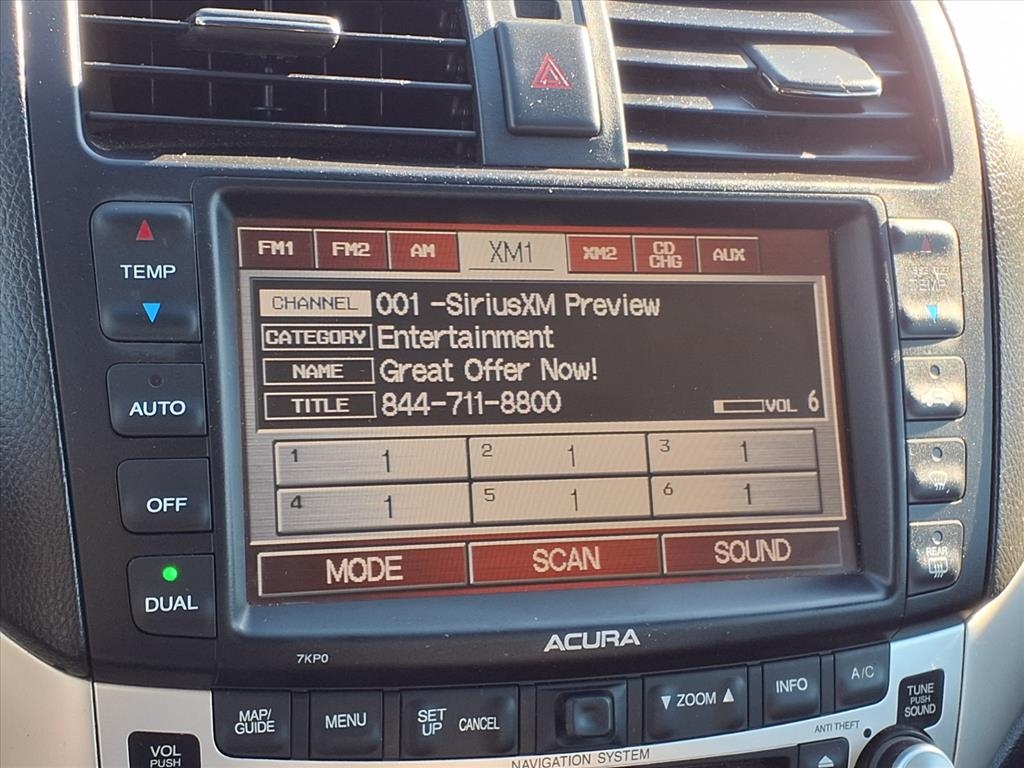 FM1 FM2 AM XM1 XM2 CD CHG AUX
CHANNEL 001 -SiriusXM Preview
CATEGORY Entertainment
NAME Great Offer Now!
TITLE 844-711-8800 VOL 6
1 1 2 1 3 1
4 1 5 1 6 1
MODE SCAN SOUND
TEMP
AUTO
OFF
DUAL
TEMP
REAR
ACURA
7KP0
MAP/
GUIDE
MENU
SET
UP
CANCEL
ZOOM
INFO
A/C
TUNE
PUSH
SOUND
ANTI THEFT
NAVIGATION SYSTEM
VOL
PUSH